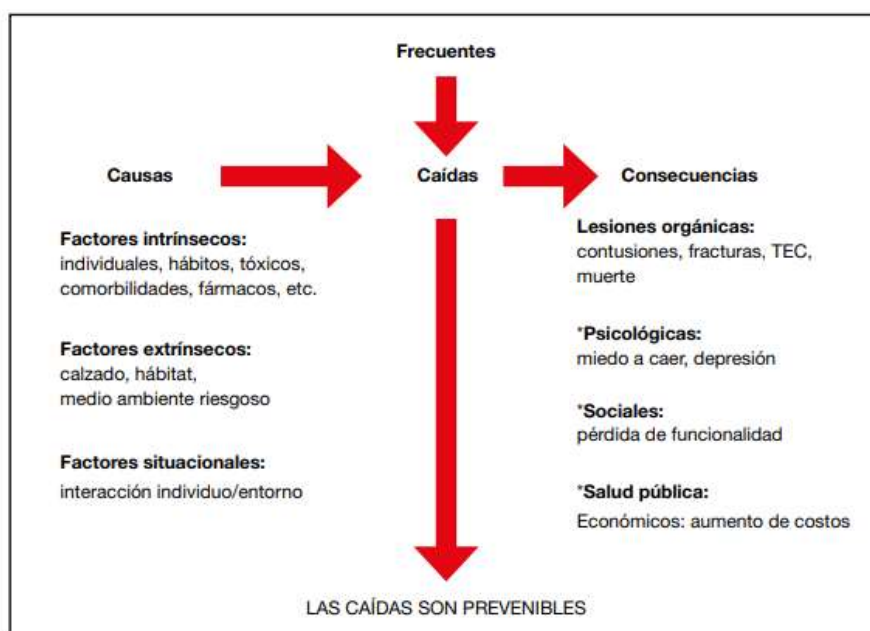 Frecuentes
Causas
Caídas
Consecuencias
Factores intrínsecos:
individuales, hábitos, tóxicos,
comorbilidades, fármacos, etc.
Factores extrínsecos:
calzado, hábitat,
medio ambiente riesgoso
Factores situacionales:
interacción individuo/entorno
Lesiones orgánicas:
contusiones, fracturas, TEC,
muerte
*Psicológicas:
miedo a caer, depresión
*Sociales:
pérdida de funcionalidad
*Salud pública:
Económicos: aumento de costos
LAS CAÍDAS SON PREVENIBLES